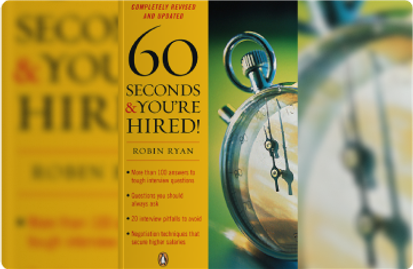 COMPLETELY REVISED
AND UPDATED
60
SECONDS
&YOU'RE
HIRED!
ROBIN RYAN
• More than 100 answers to
tough interview questions
• Questions you should
always ask
• 20 interview pitfalls to avoid
• Negotiation techniques that
secure higher salaries